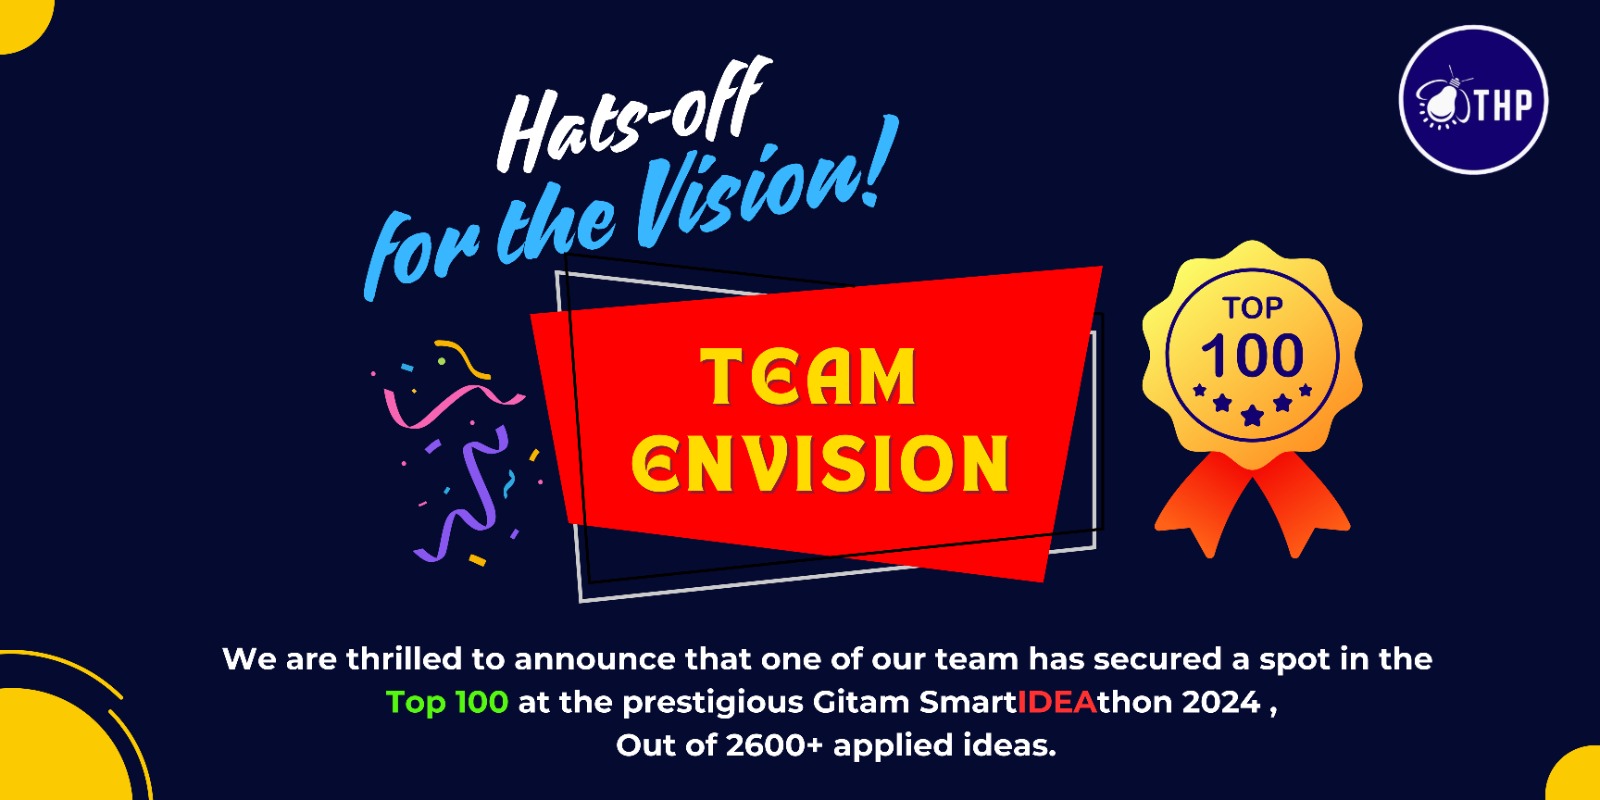 Hats-off
for the Vision!
THP
TEAM
ENVISION
TOP
100
We are thrilled to announce that one of our team has secured a spot in the
Top 100 at the prestigious Gitam SmartIDEAthon 2024 ,
Out of 2600+ applied ideas.